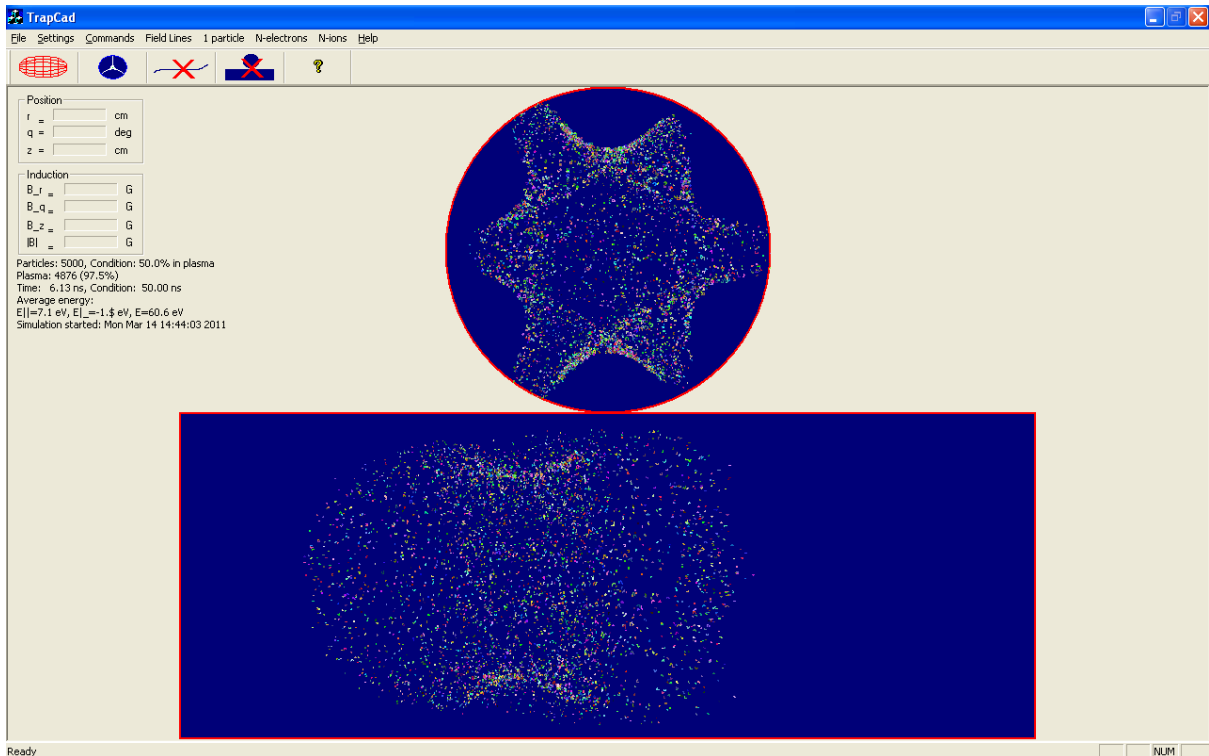 TrapCad
File Settings Commands Field Lines 1 particle N-electrons N-ions Help
?
Position
r = cm
q = deg
z = cm
Induction
B_r = G
B_q = G
B_z = G
|B| = G
Particles: 5000, Condition: 50.0% in plasma
Plasma: 4876 (97.5%)
Time: 6.13 ns, Condition: 50.00 ns
Average energy:
E||=7.1 eV, E|_=-1.$ eV, E=60.6 eV
Simulation started: Mon Mar 14 14:44:03 2011
Ready NUM